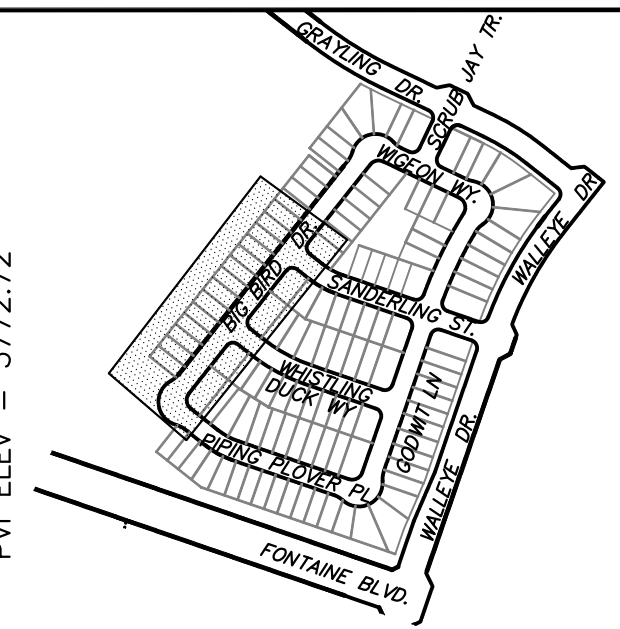 GRAYLING DR.
SCRUB JAY TR.
WIGEON WY.
WALLEYE DR
BIG BIRD DR.
SANDERLING ST.
WHISTLING
DUCK WY
GODWIT LN
PIPING PLOVER PL
WALLEYE DR.
FONTAINE BLVD.
PVI ELEV = 5772.72